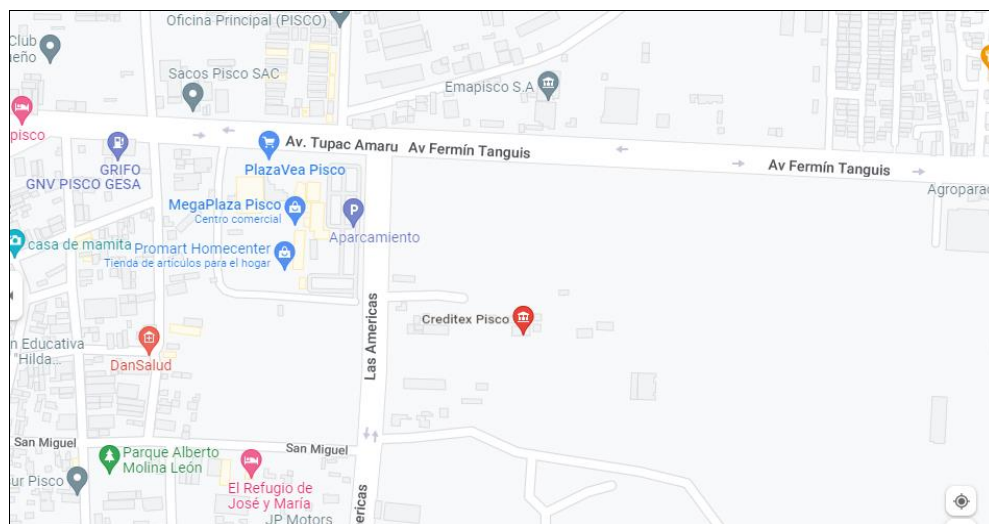 Oficina Principal (PISCO)
Club
eño
Sacos Pisco SAC
Emapisco S.A
pisco
Av. Tupac Amaru
Av Fermín Tanguis
Av Fermín Tanguis
GRIFO
GNV PISCO GESA
PlazaVea Pisco
Agroparac
MegaPlaza Pisco
Centro comercial
Aparcamiento
casa de mamita
Promart Homecenter
Tienda de artículos para el hogar
Creditex Pisco
Las Americas
n Educativa
"Hilda...
DanSalud
San Miguel
San Miguel
Parque Alberto
Molina León
ur Pisco
El Refugio de
José y María
ericas
JP Motors